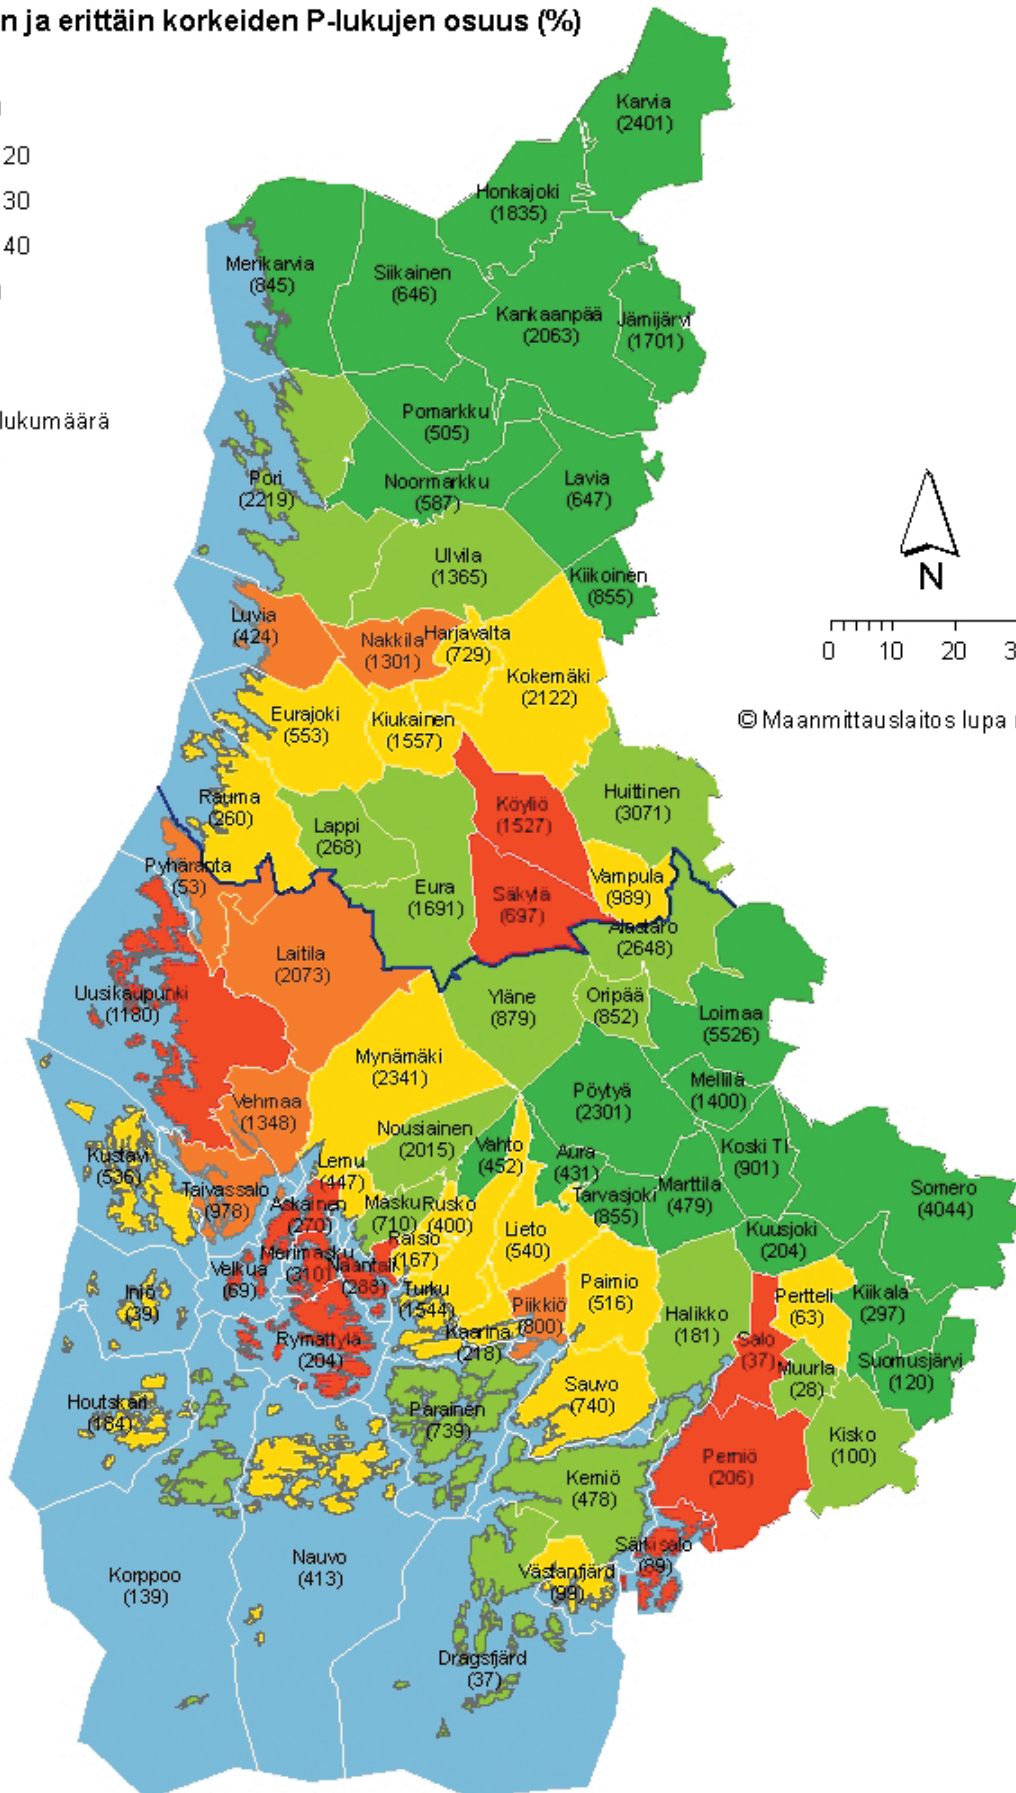 n ja erittäin korkeiden P-lukujen osuus (%)
20
30
40
lukumäärä
Karvia
(2401)
Honkajoki
(1835)
Merikarvia
(845)
Siikainen
(646)
Kankaanpää
(2063)
Jämijärvi
(1701)
Pomarkku
(505)
Pori
(2219)
Noormarkku
(587)
Lavia
(647)
Ulvila
(1365)
Kiikoinen
(855)
N
0 10 20 3
© Maanmittauslaitos lupa
Luvia
(424)
Nakkila
(1301)
Harjavalta
(729)
Kokemäki
(2122)
Eurajoki
(553)
Kiukainen
(1557)
Rauma
(260)
Lappi
(268)
Köyliö
(1527)
Huittinen
(3071)
Pyhäranta
(53)
Eura
(1691)
Säkylä
(697)
Vampula
(989)
Alastaro
(2648)
Laitila
(2073)
Uusikaupunki
(1180)
Yläne
(879)
Oripää
(852)
Loimaa
(5526)
Mynämäki
(2341)
Vehmaa
(1348)
Pöytyä
(2301)
Mellilä
(1400)
Nousiainen
(2015)
Vahto
(452)
Aura
(431)
Koski Tl
(901)
Kustavi
(536)
Lemu
(447)
Taivassalo
(978)
Askainen
(270)
Masku
(710)
Rusko
(400)
Tarvasjoki
(855)
Marttila
(479)
Somero
(4044)
Raisio
(167)
Lieto
(540)
Kuusjoki
(204)
Velkua
(69)
Merimasku
(310)
Naantali
(288)
Iniö
(39)
Turku
(1544)
Piikkiö
(800)
Paimio
(516)
Halikko
(181)
Pertteli
(63)
Kiikala
(297)
Rymättylä
(204)
Kaarina
(218)
Salo
(37)
Muurla
(28)
Suomusjärvi
(120)
Houtskari
(164)
Parainen
(739)
Sauvo
(740)
Kisko
(100)
Perniö
(206)
Kemiö
(478)
Särkisalo
(89)
Korppoo
(139)
Nauvo
(413)
Västanfjärd
(99)
Dragsfjärd
(37)